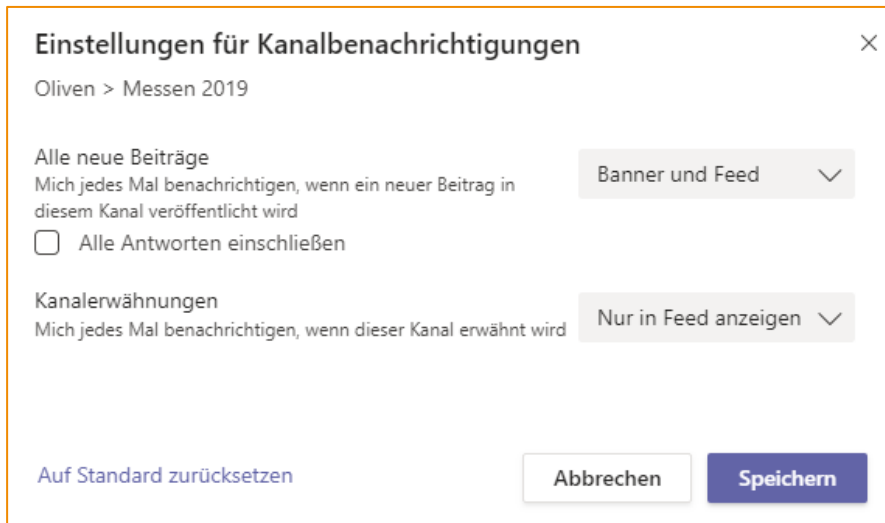 Einstellungen für Kanalbenachrichtigungen
Oliven > Messen 2019
Alle neue Beiträge
Mich jedes Mal benachrichtigen, wenn ein neuer Beitrag in
diesem Kanal veröffentlicht wird
Banner und Feed
Alle Antworten einschließen
Kanalerwähnungen
Mich jedes Mal benachrichtigen, wenn dieser Kanal erwähnt wird
Nur in Feed anzeigen
Auf Standard zurücksetzen
Abbrechen
Speichern